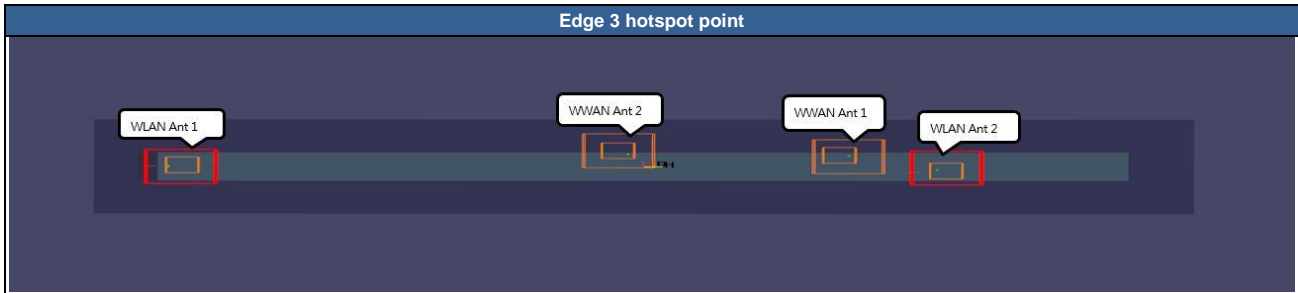 Edge 3 hotspot point
WLAN Ant 1
WWAN Ant 2
WWAN Ant 1
WLAN Ant 2